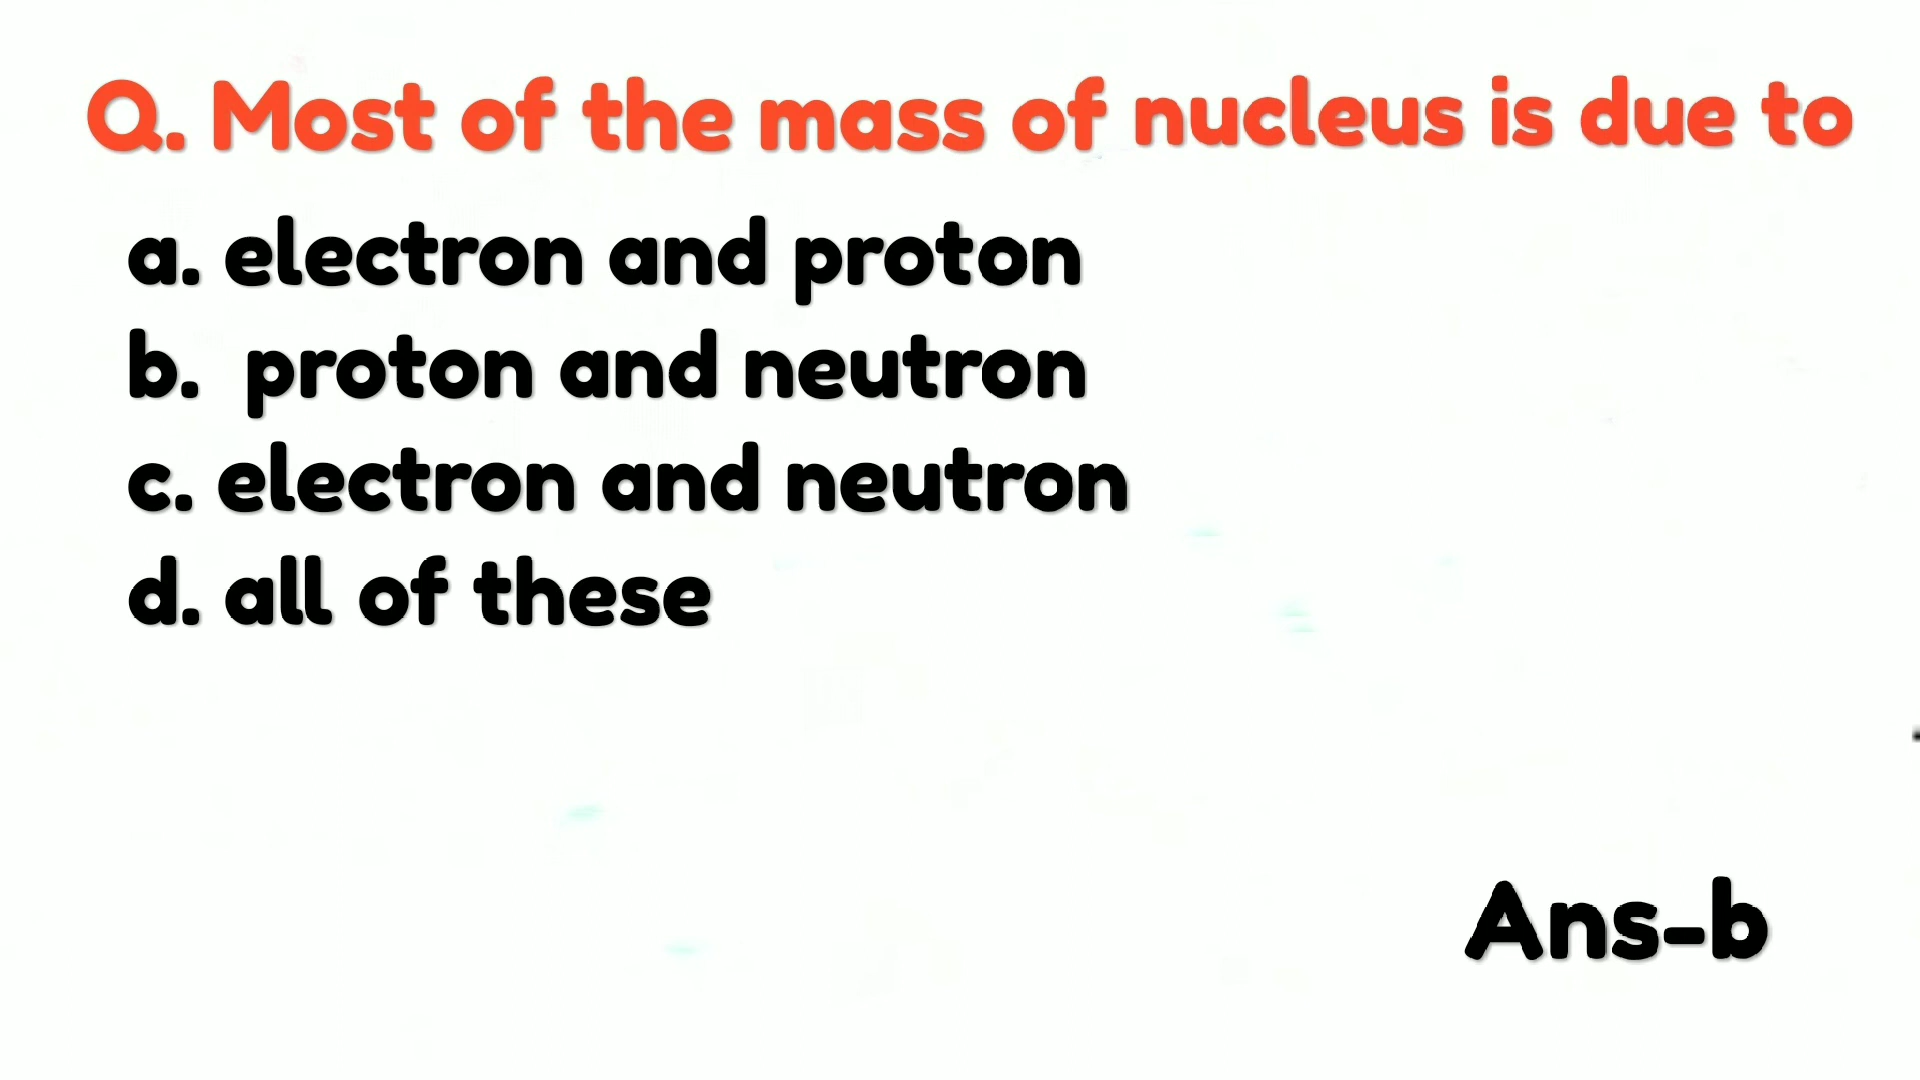 Q. Most of the mass of nucleus is due to
a. electron and proton
b. proton and neutron
c. electron and neutron
d. all of these
Ans-b